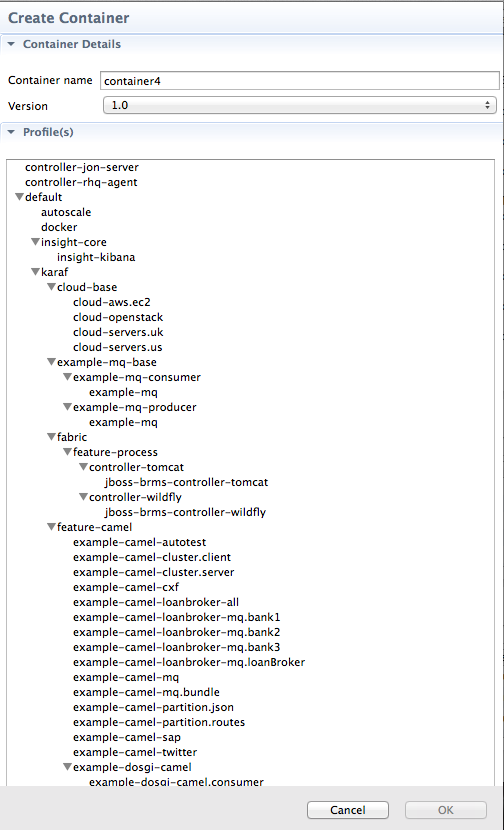 Create Container
Container Details
Container name container4
Version 1.0
Profile(s)
controller-jon-server
controller-rhq-agent
default
autoscale
docker
insight-core
insight-kibana
karaf
cloud-base
cloud-aws.ec2
cloud-openstack
cloud-servers.uk
cloud-servers.us
example-mq-base
example-mq-consumer
example-mq
example-mq-producer
example-mq
fabric
feature-process
controller-tomcat
jboss-brms-controller-tomcat
controller-wildfly
jboss-brms-controller-wildfly
feature-camel
example-camel-autotest
example-camel-cluster.client
example-camel-cluster.server
example-camel-cxf
example-camel-loanbroker-all
example-camel-loanbroker-mq.bank1
example-camel-loanbroker-mq.bank2
example-camel-loanbroker-mq.bank3
example-camel-loanbroker-mq.loanBroker
example-camel-mq
example-camel-mq.bundle
example-camel-partition.json
example-camel-partition.routes
example-camel-sap
example-camel-twitter
example-dosgi-camel
example-dosgi-camel.consumer
Cancel OK